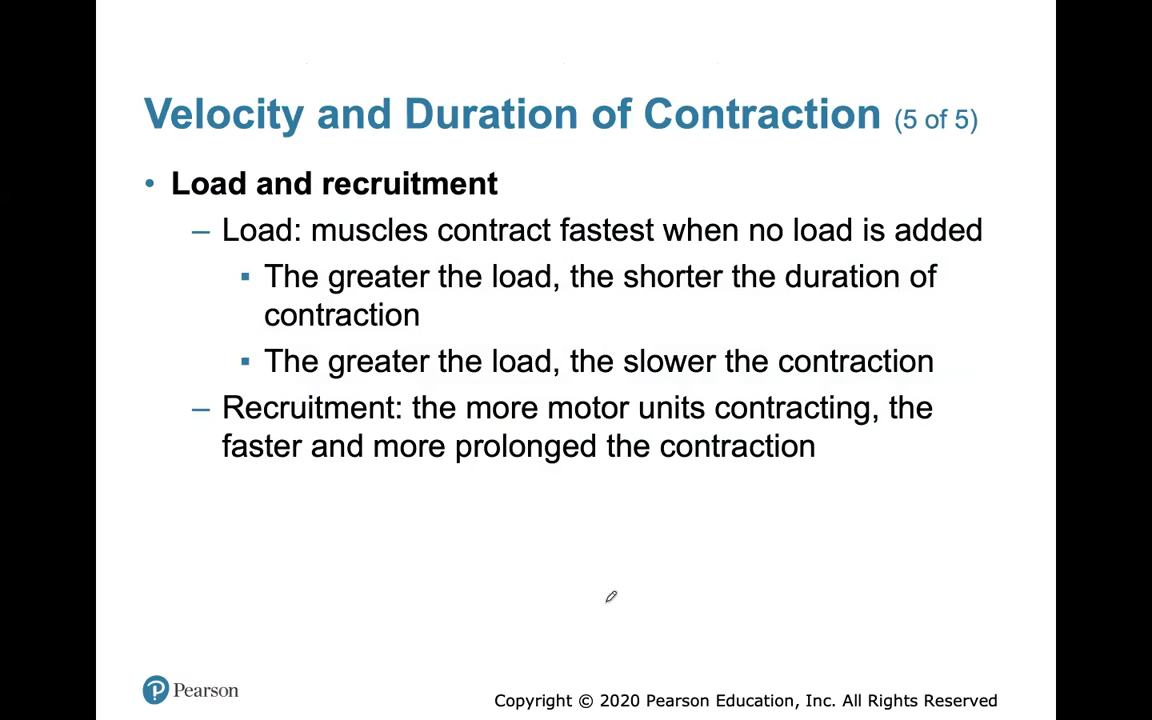 Velocity and Duration of Contraction (5 of 5)
• Load and recruitment
– Load: muscles contract fastest when no load is added
▪ The greater the load, the shorter the duration of
contraction
▪ The greater the load, the slower the contraction
– Recruitment: the more motor units contracting, the
faster and more prolonged the contraction
Pearson
Copyright © 2020 Pearson Education, Inc. All Rights Reserved